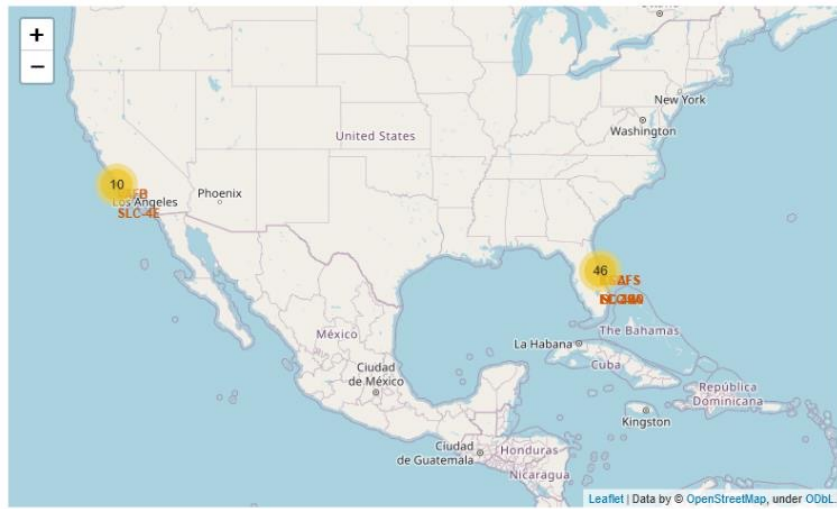 Ottawa
+
−
New York
United States
Washington
10
Phoenix
Los Angeles
SLC-4E
46
The Bahamas
La Habana
México
Cuba
Ciudad
de México
República
Dominicana
Kingston
Ciudad
de Guatemala
Honduras
Nicaragua
Leaflet | Data by © OpenStreetMap, under ODbL.